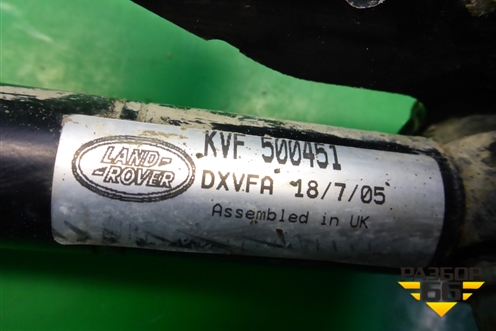 LAND-
-ROVER
KVF 500451
DXVFA 18/7/05
Assembled in UK
РАЗБОР
66